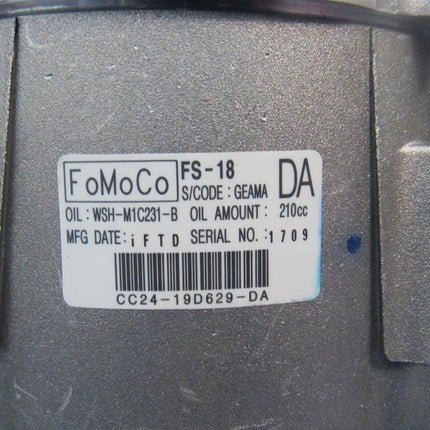 FoMoCo FS-18 DA
S/CODE : GEAMA
OIL : WSH-M1C231-B OIL AMOUNT : 210cc
MFG DATE: iFTD SERIAL NO.: 1709
CC24-19D629-DA